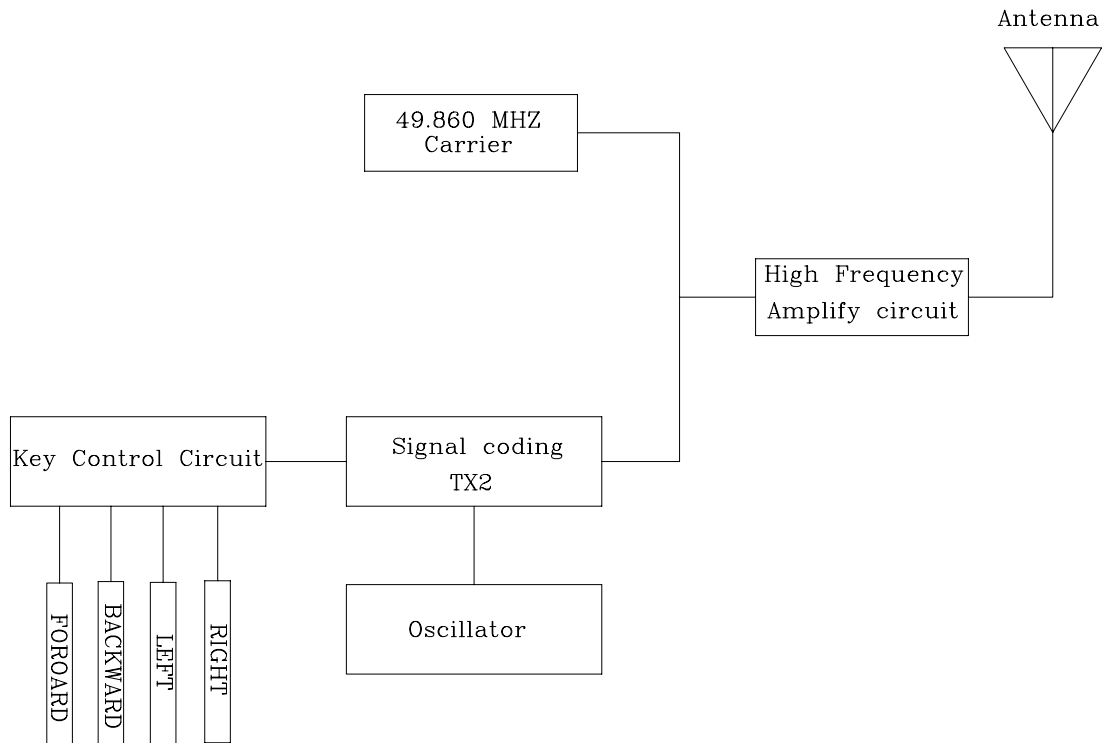 Antenna
49.860 MHZ
Carrier
High Frequency
Amplify circuit
Key Control Circuit
Signal coding
TX2
Oscillator
FOROARD
BACKWARD
LEFT
RIGHT